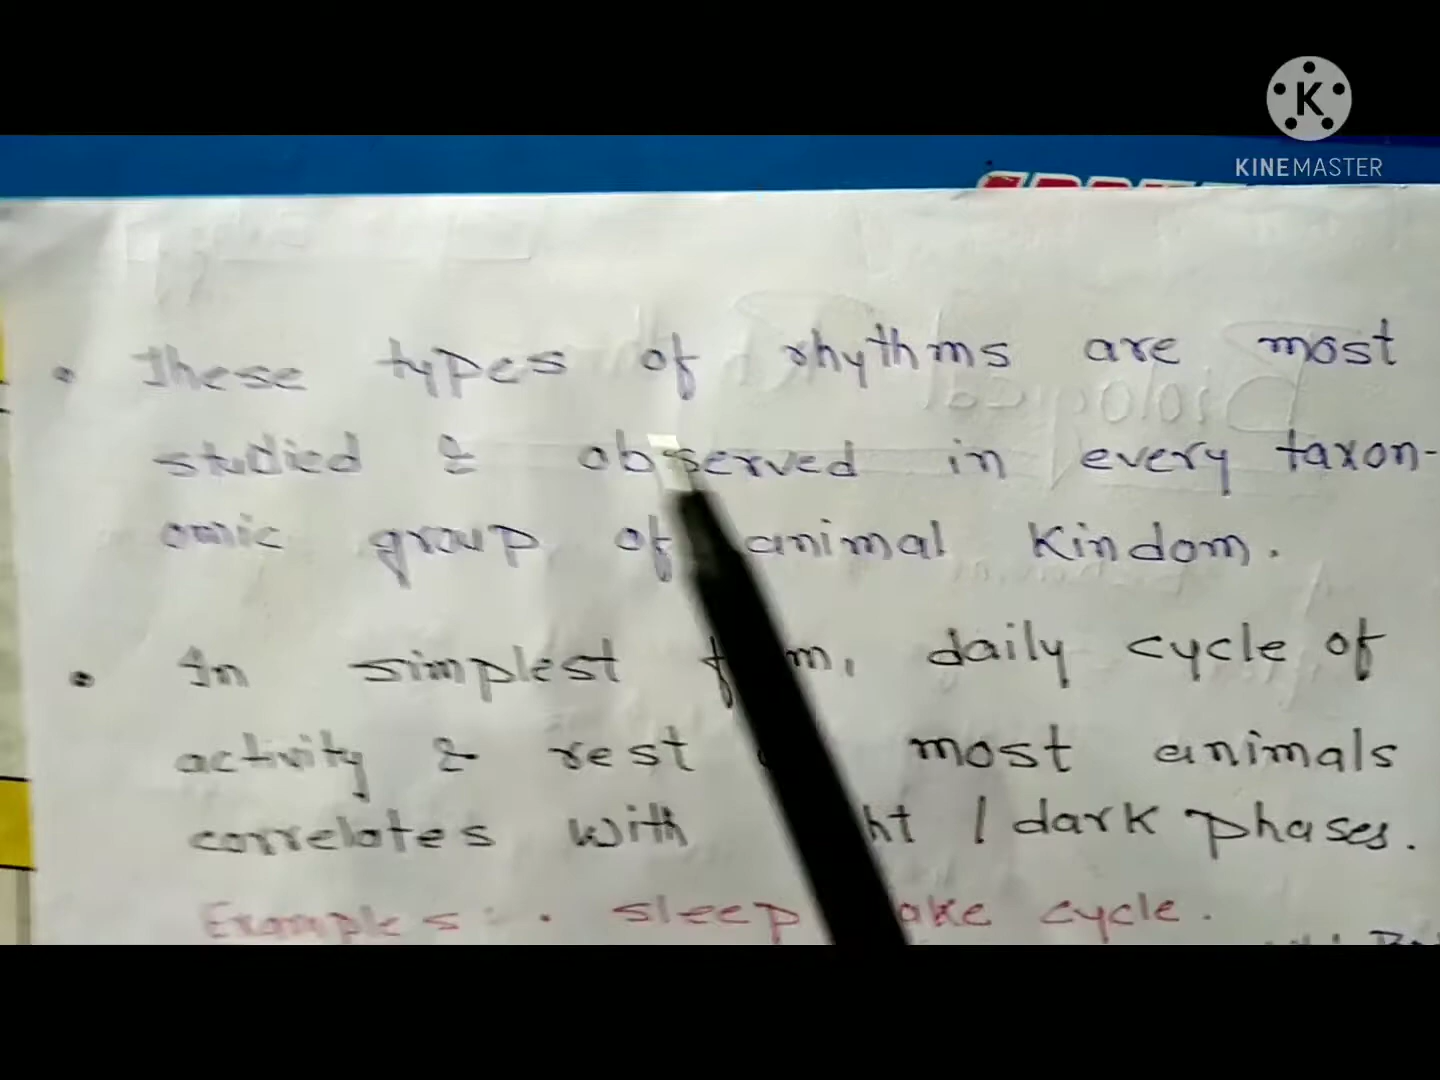 KINEMASTER
• These types of rhythms are most
studied & observed in every taxon-
omic group of animal Kindom.
• In simplest m, daily cycle of
activity & rest most animals
correlates with ht / dark phases.
Examples : • sleep ake cycle.